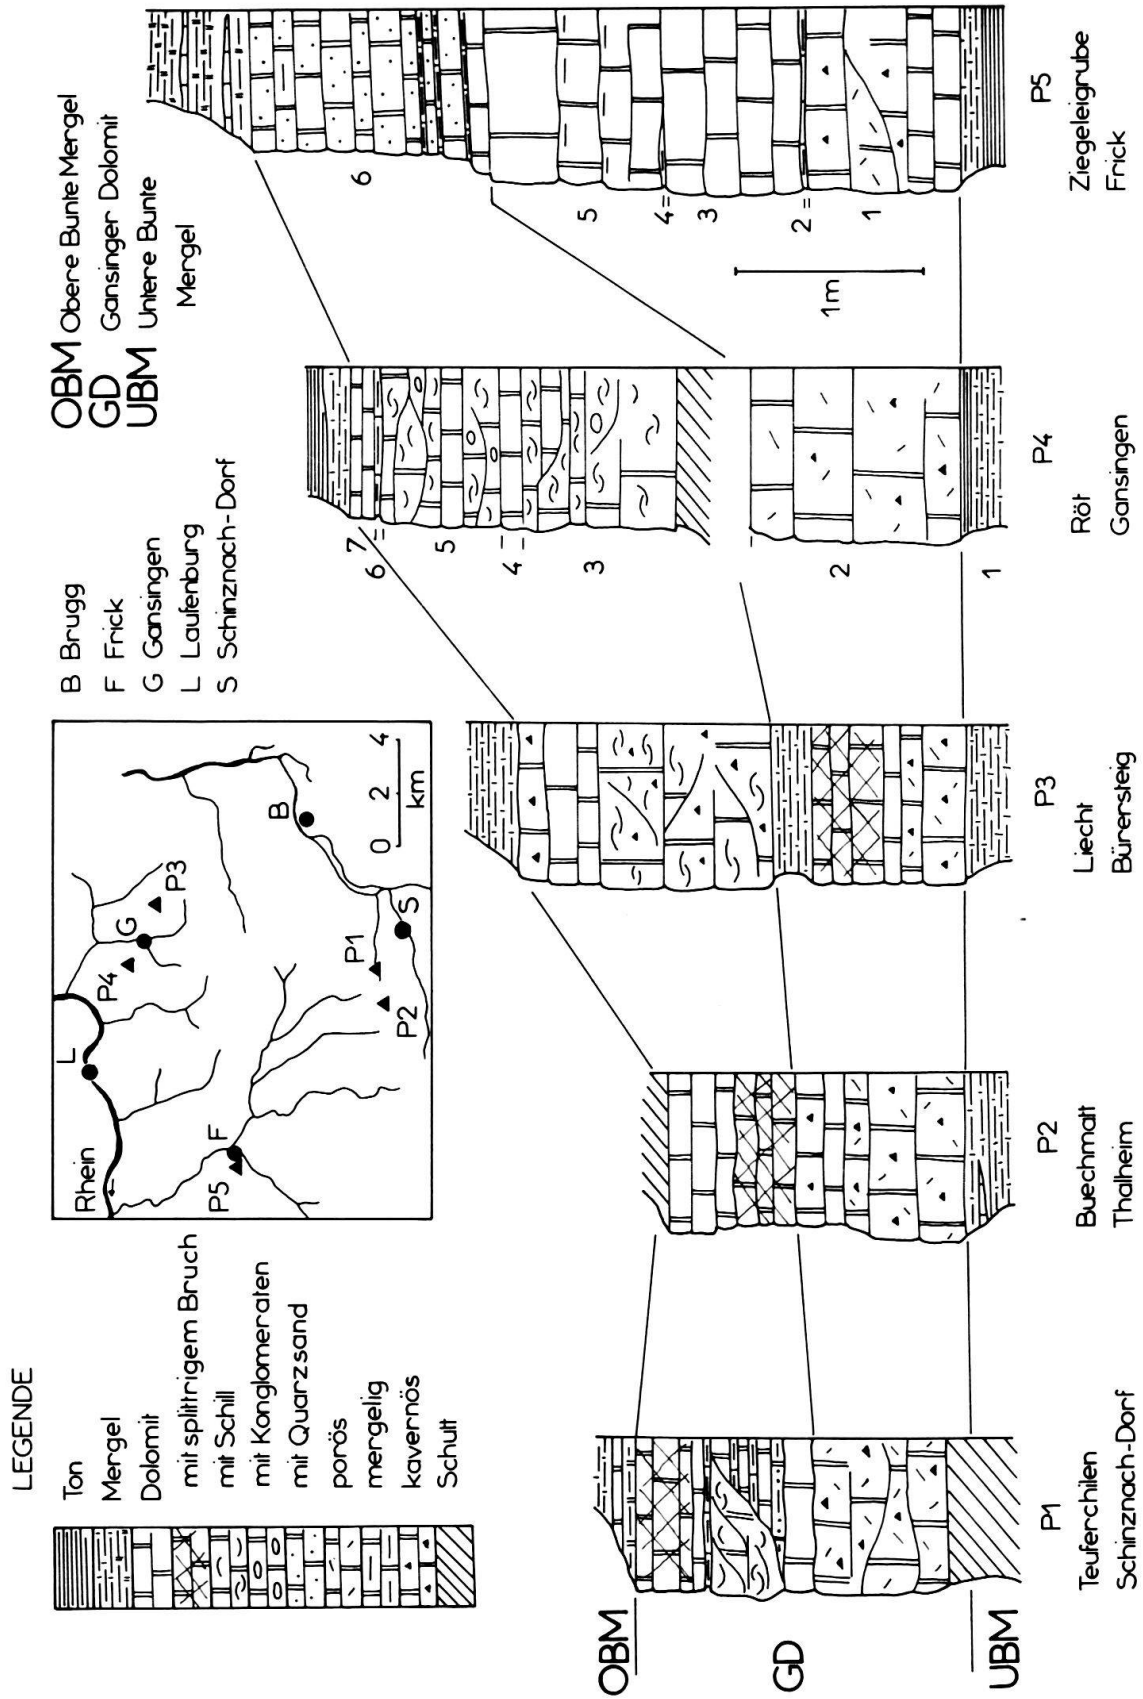 LEGENDE
Ton
Mergel
Dolomit
mit splittrigem Bruch
mit Schill
mit Konglomeraten
mit Quarzsand
porös
mergelig
kavernös
Schutt
Rhein
L
P4
G
P3
P5
F
P1
P2
S
B
0 2 4
km
B Brugg
F Frick
G Gansingen
L Laufenburg
S Schinznach-Dorf
OBM Obere Bunte Mergel
GD Gansinger Dolomit
UBM Untere Bunte
Mergel
OBM
GD
UBM
P1
Teuferchilen
Schinznach-Dorf
P2
Buechmatt
Thalheim
P3
Liecht
Bürersteig
7
6
5
4
3
2
1
P4
Röt
Gansingen
6
5
4
3
2
1
1m
P5
Ziegeleigrube
Frick